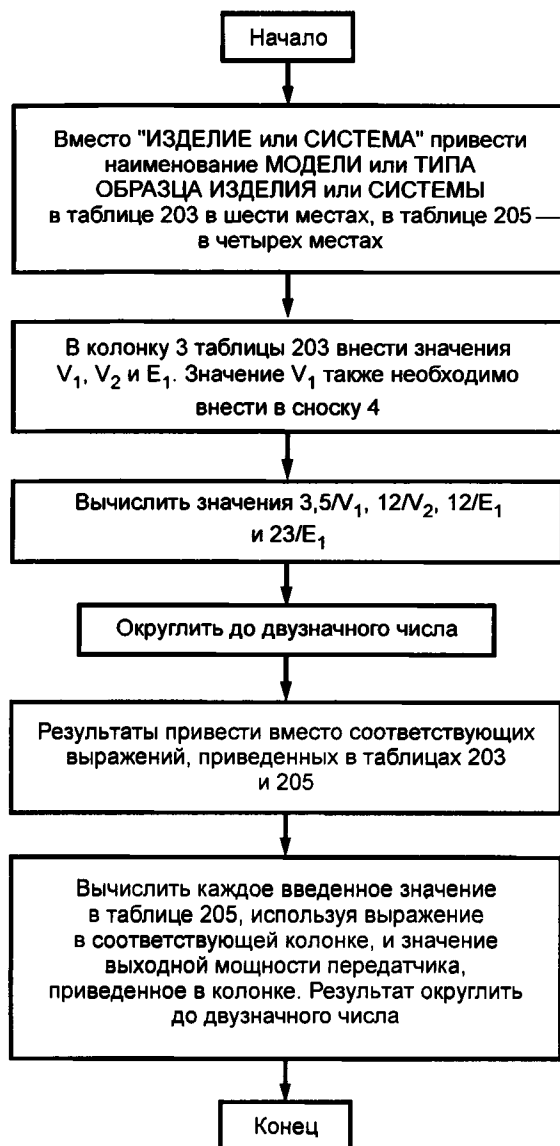 Начало
Вместо "ИЗДЕЛИЕ или СИСТЕМА" привести
наименование МОДЕЛИ или ТИПА
ОБРАЗЦА ИЗДЕЛИЯ или СИСТЕМЫ
в таблице 203 в шести местах, в таблице 205 —
в четырех местах
В колонку 3 таблицы 203 внести значения
V₁, V₂ и E₁. Значение V₁ также необходимо
внести в сноску 4
Вычислить значения 3,5/V₁, 12/V₂, 12/E₁
и 23/E₁
Округлить до двузначного числа
Результаты привести вместо соответствующих
выражений, приведенных в таблицах 203
и 205
Вычислить каждое введенное значение
в таблице 205, используя выражение
в соответствующей колонке, и значение
выходной мощности передатчика,
приведенное в колонке. Результат округлить
до двузначного числа
Конец